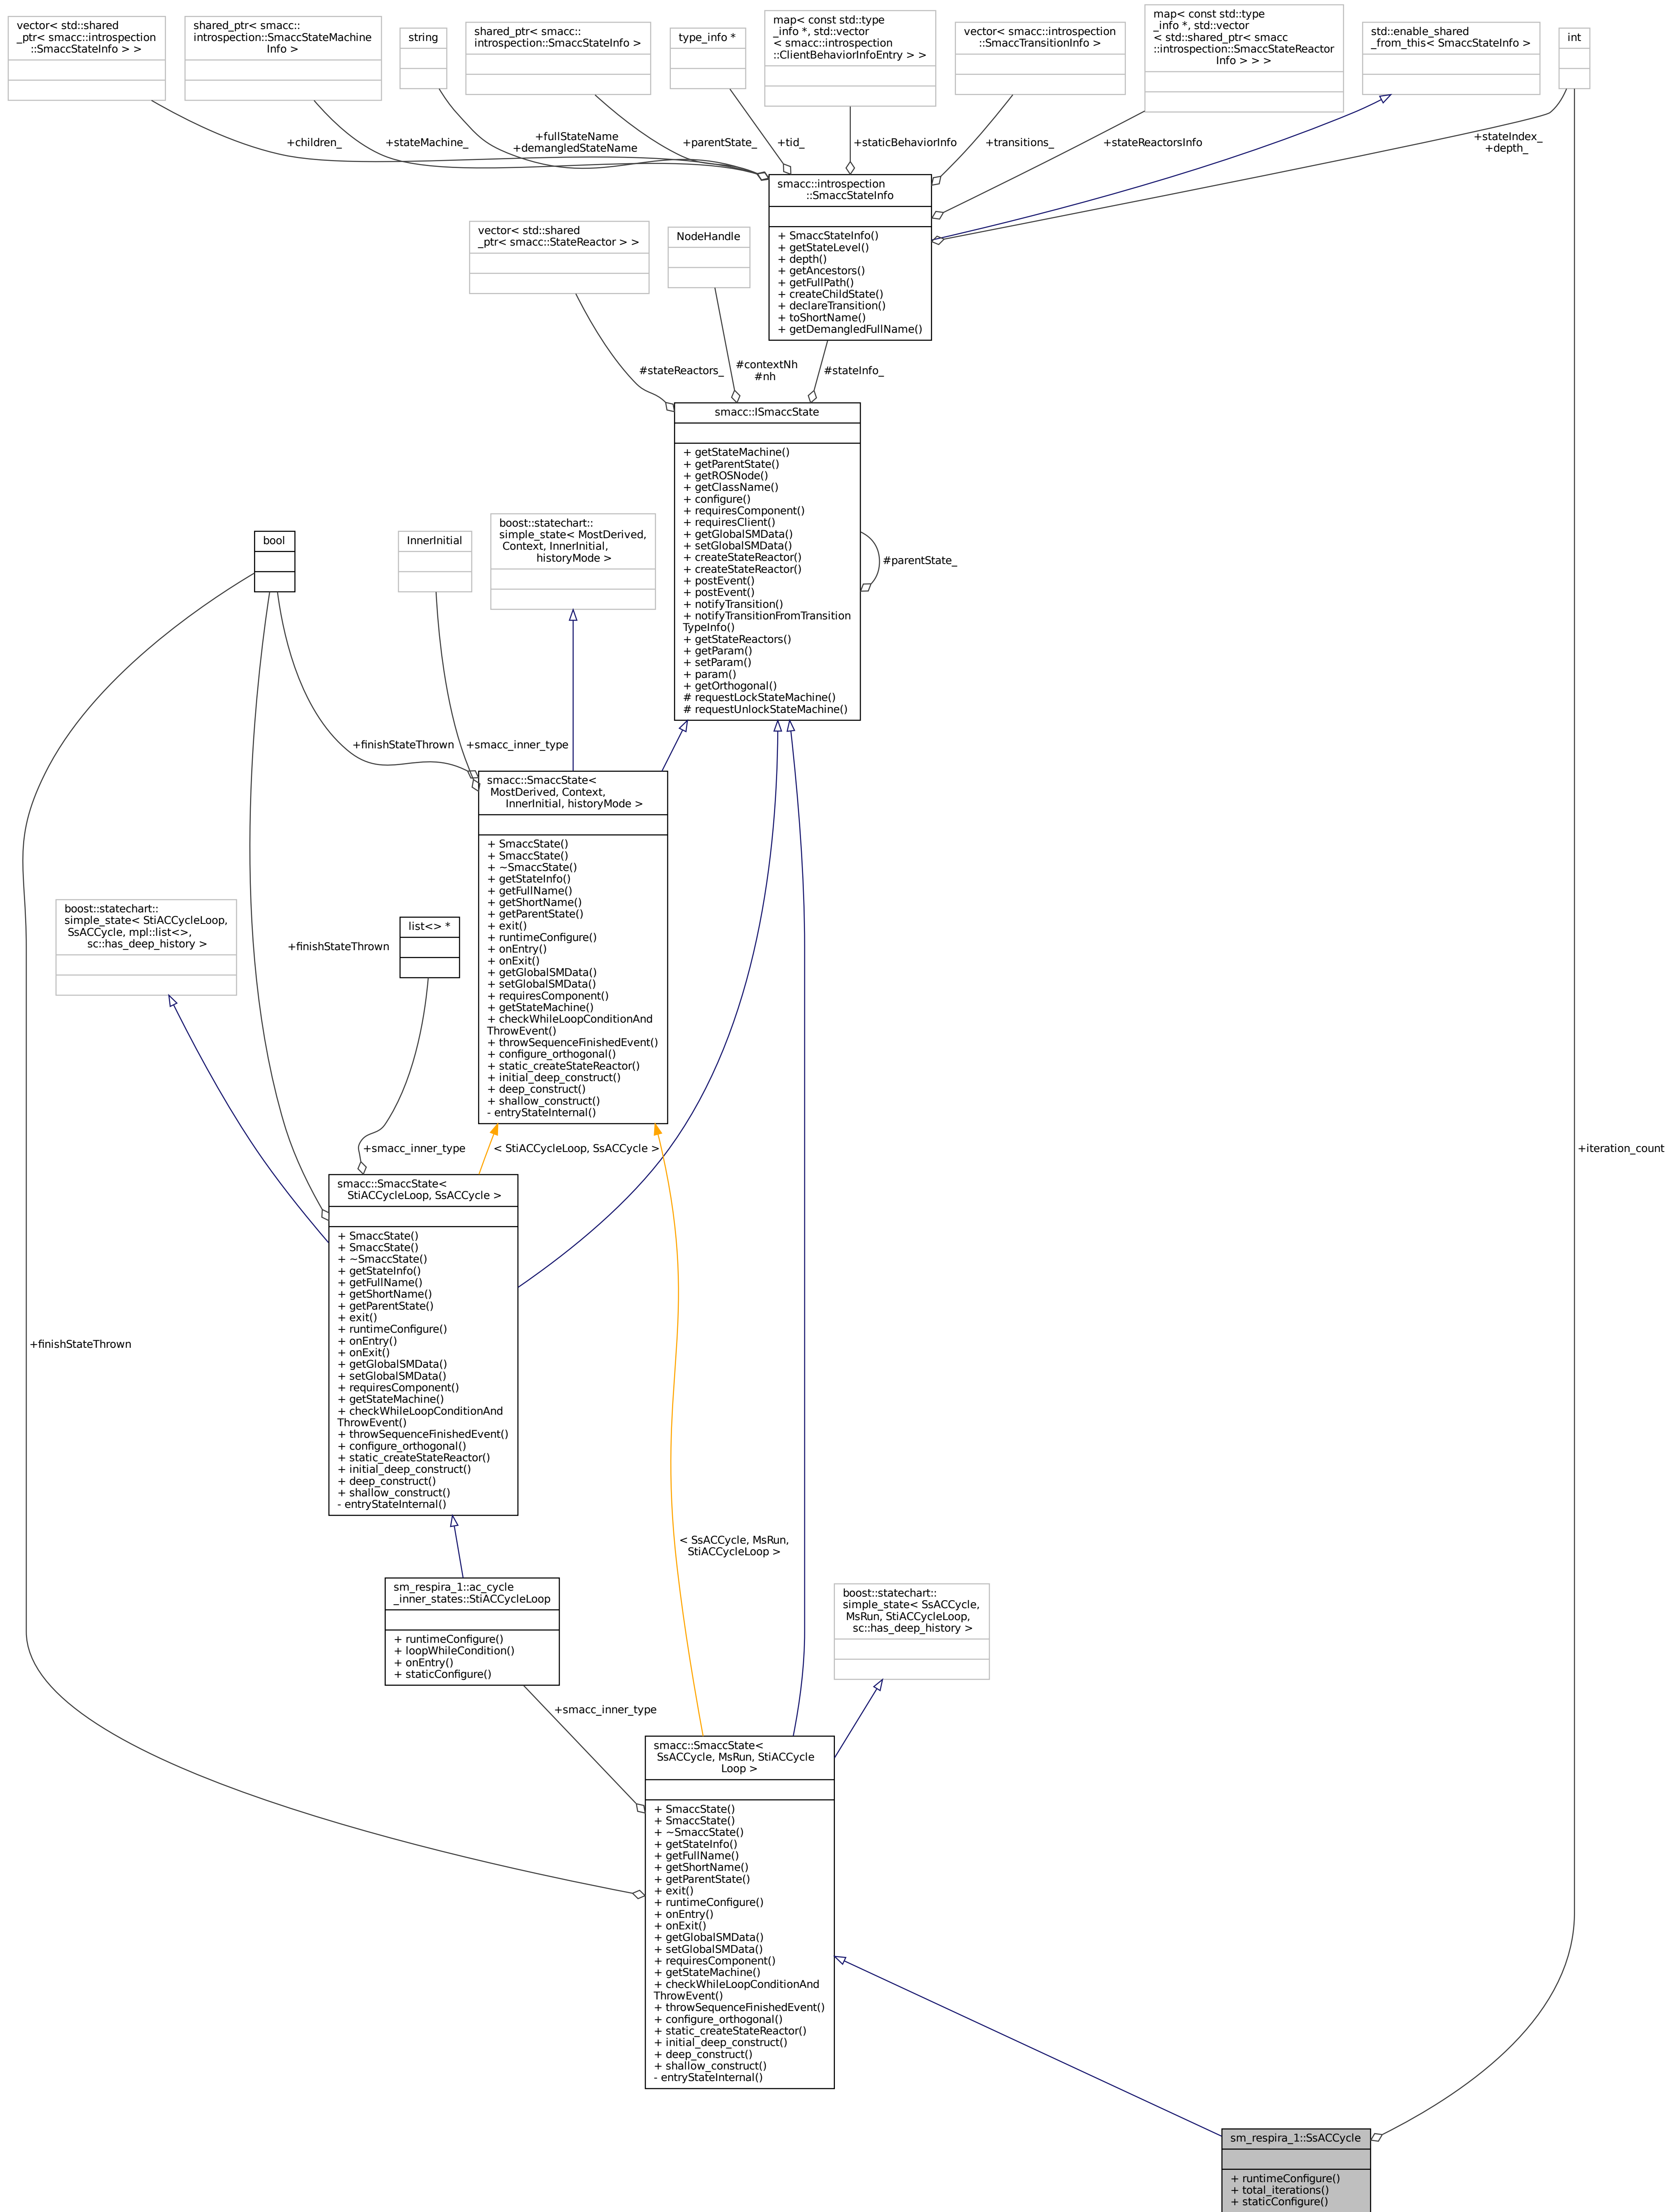 vector< std::shared
_ptr< smacc::introspection
::SmaccStateInfo > >
shared_ptr< smacc::
introspection::SmaccStateMachine
Info >
string
shared_ptr< smacc::
introspection::SmaccStateInfo >
type_info *
map< const std::type
_info *, std::vector
< smacc::introspection
::ClientBehaviorInfoEntry > >
vector< smacc::introspection
::SmaccTransitionInfo >
map< const std::type
_info *, std::vector
< std::shared_ptr< smacc
::introspection::SmaccStateReactor
Info > > >
std::enable_shared
_from_this< SmaccStateInfo >
int
+children_
+stateMachine_
+fullStateName
+demangledStateName
+parentState_
+tid_
+staticBehaviorInfo
+transitions_
+stateReactorsInfo
+stateIndex_
+depth_
smacc::introspection
::SmaccStateInfo
+ SmaccStateInfo()
+ getStateLevel()
+ depth()
+ getAncestors()
+ getFullPath()
+ createChildState()
+ declareTransition()
+ toShortName()
+ getDemangledFullName()
vector< std::shared
_ptr< smacc::StateReactor > >
NodeHandle
#stateReactors_
#contextNh
#nh
#stateInfo_
smacc::ISmaccState
+ getStateMachine()
+ getParentState()
+ getROSNode()
+ getClassName()
+ configure()
+ requiresComponent()
+ requiresClient()
+ getGlobalSMData()
+ setGlobalSMData()
+ createStateReactor()
+ createStateReactor()
+ postEvent()
+ postEvent()
+ notifyTransition()
+ notifyTransitionFromTransition
TypeInfo()
+ getStateReactors()
+ getParam()
+ setParam()
+ param()
+ getOrthogonal()
# requestLockStateMachine()
# requestUnlockStateMachine()
#parentState_
bool
InnerInitial
boost::statechart::
simple_state< MostDerived,
Context, InnerInitial,
historyMode >
+finishStateThrown
+smacc_inner_type
smacc::SmaccState<
MostDerived, Context,
InnerInitial, historyMode >
+ SmaccState()
+ SmaccState()
+ ~SmaccState()
+ getStateInfo()
+ getFullName()
+ getShortName()
+ getParentState()
+ exit()
+ runtimeConfigure()
+ onEntry()
+ onExit()
+ getGlobalSMData()
+ setGlobalSMData()
+ requiresComponent()
+ getStateMachine()
+ checkWhileLoopConditionAnd
ThrowEvent()
+ throwSequenceFinishedEvent()
+ configure_orthogonal()
+ static_createStateReactor()
+ initial_deep_construct()
+ deep_construct()
+ shallow_construct()
- entryStateInternal()
boost::statechart::
simple_state< StiACCycleLoop,
SsACCycle, mpl::list<>,
sc::has_deep_history >
+finishStateThrown
list<> *
+smacc_inner_type
< StiACCycleLoop, SsACCycle >
+iteration_count
smacc::SmaccState<
StiACCycleLoop, SsACCycle >
+ SmaccState()
+ SmaccState()
+ ~SmaccState()
+ getStateInfo()
+ getFullName()
+ getShortName()
+ getParentState()
+ exit()
+ runtimeConfigure()
+ onEntry()
+ onExit()
+ getGlobalSMData()
+ setGlobalSMData()
+ requiresComponent()
+ getStateMachine()
+ checkWhileLoopConditionAnd
ThrowEvent()
+ throwSequenceFinishedEvent()
+ configure_orthogonal()
+ static_createStateReactor()
+ initial_deep_construct()
+ deep_construct()
+ shallow_construct()
- entryStateInternal()
+finishStateThrown
< SsACCycle, MsRun,
StiACCycleLoop >
sm_respira_1::ac_cycle
_inner_states::StiACCycleLoop
+ runtimeConfigure()
+ loopWhileCondition()
+ onEntry()
+ staticConfigure()
boost::statechart::
simple_state< SsACCycle,
MsRun, StiACCycleLoop,
sc::has_deep_history >
+smacc_inner_type
smacc::SmaccState<
SsACCycle, MsRun, StiACCycle
Loop >
+ SmaccState()
+ SmaccState()
+ ~SmaccState()
+ getStateInfo()
+ getFullName()
+ getShortName()
+ getParentState()
+ exit()
+ runtimeConfigure()
+ onEntry()
+ onExit()
+ getGlobalSMData()
+ setGlobalSMData()
+ requiresComponent()
+ getStateMachine()
+ checkWhileLoopConditionAnd
ThrowEvent()
+ throwSequenceFinishedEvent()
+ configure_orthogonal()
+ static_createStateReactor()
+ initial_deep_construct()
+ deep_construct()
+ shallow_construct()
- entryStateInternal()
sm_respira_1::SsACCycle
+ runtimeConfigure()
+ total_iterations()
+ staticConfigure()